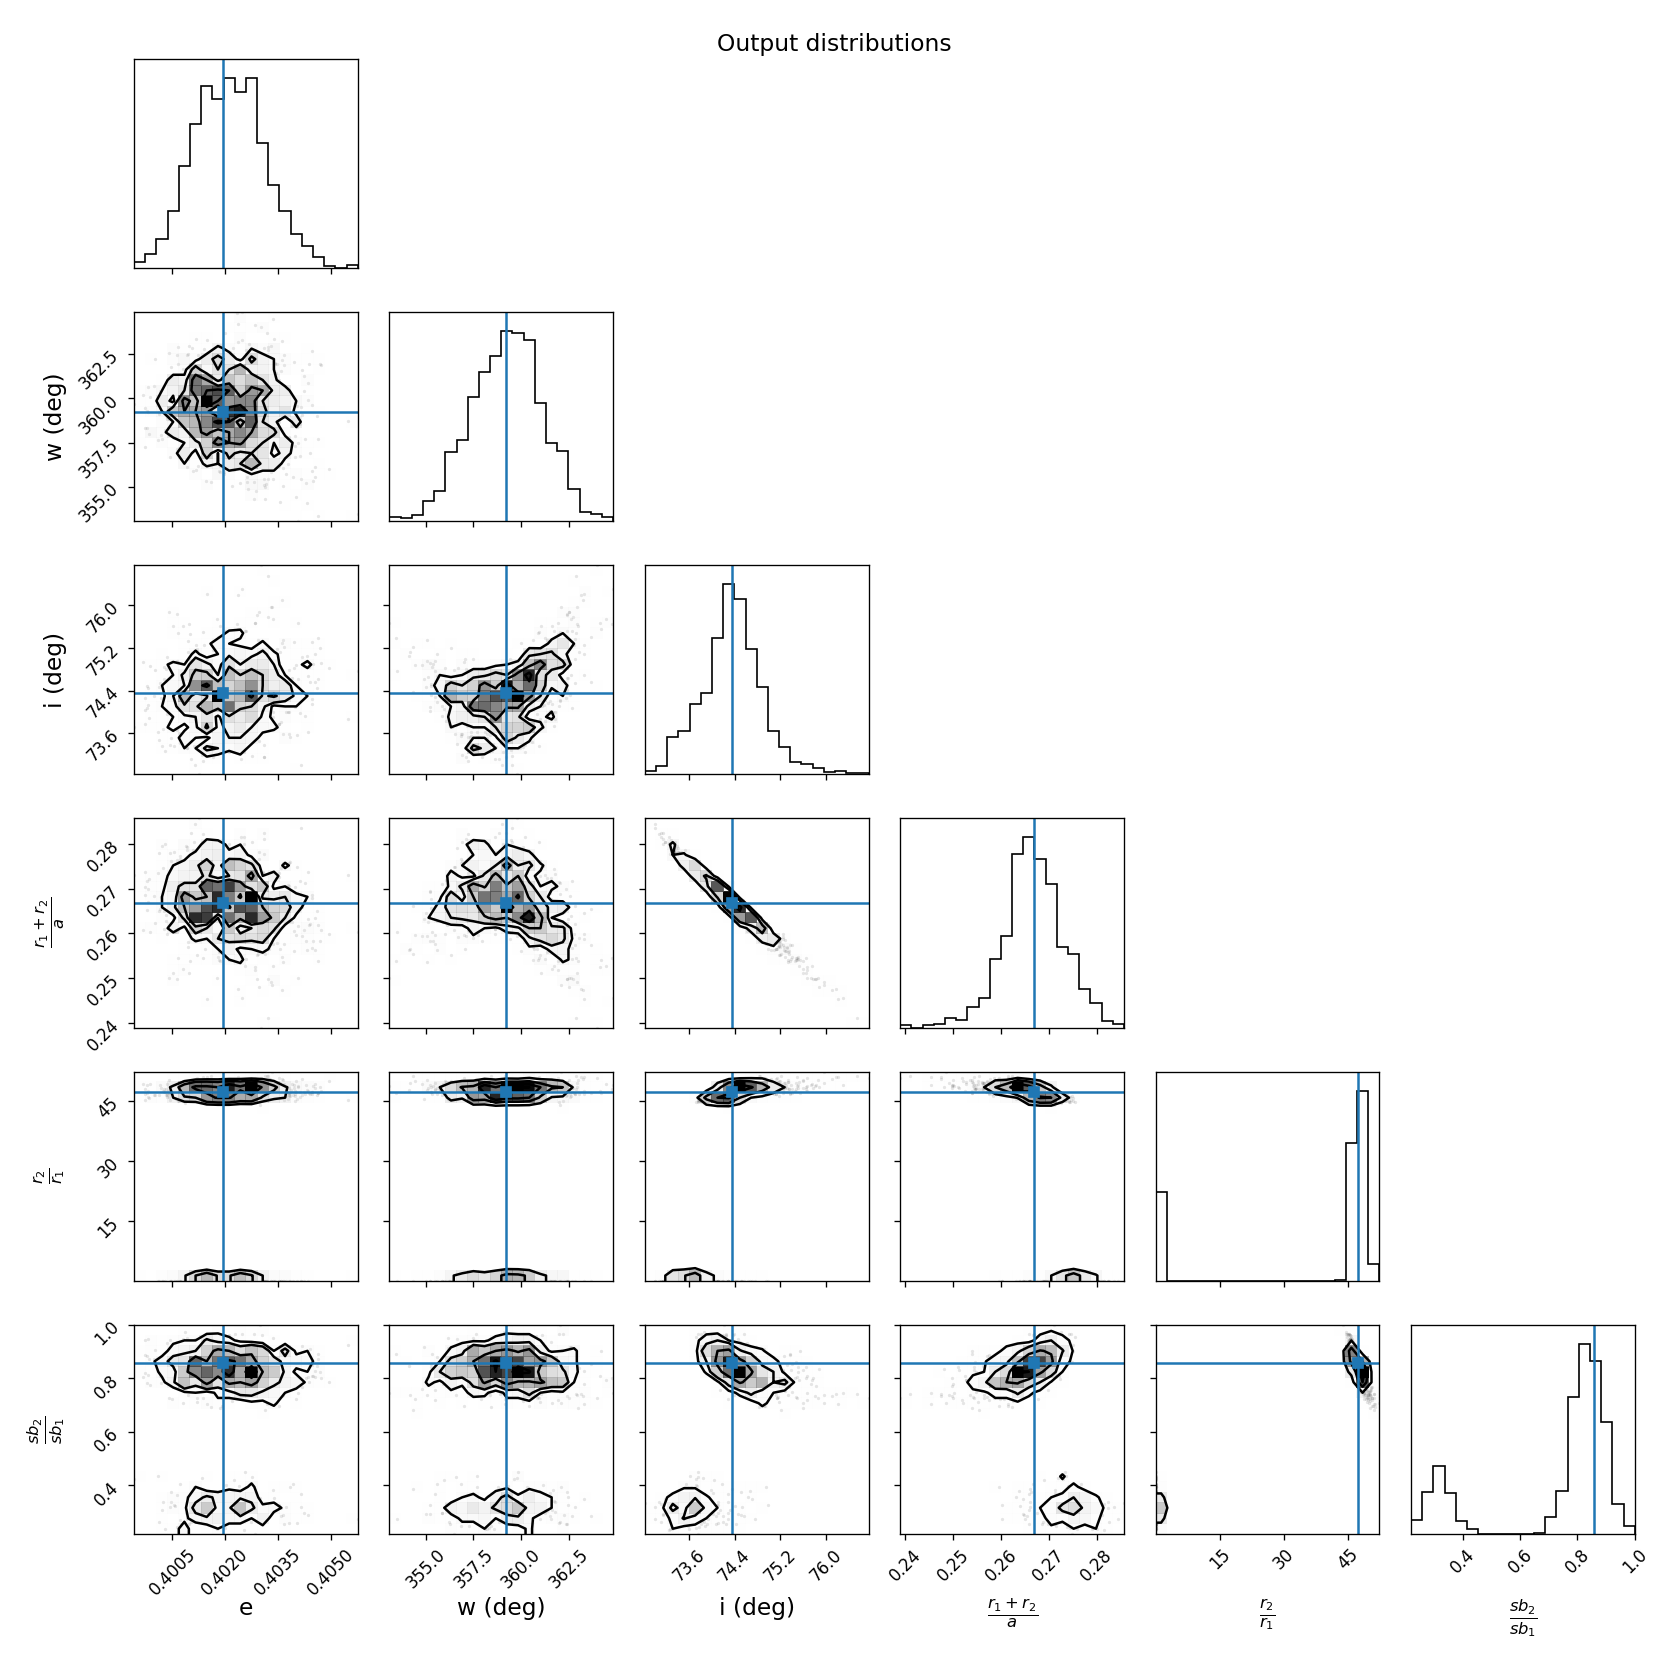 Output distributions
w (deg)
362.5
360.0
357.5
355.0
i (deg)
76.0
75.2
74.4
73.6
r₁ + r₂
a
0.28
0.27
0.26
0.25
0.24
r₂
r₁
45
30
15
sb₂
sb₁
1.0
0.8
0.6
0.4
0.4005 0.4020 0.4035 0.4050
355.0 357.5 360.0 362.5
73.6 74.4 75.2 76.0
0.24 0.25 0.26 0.27 0.28
15 30 45
0.4 0.6 0.8 1.0
e
w (deg)
i (deg)
r₁ + r₂
a
r₂
r₁
sb₂
sb₁